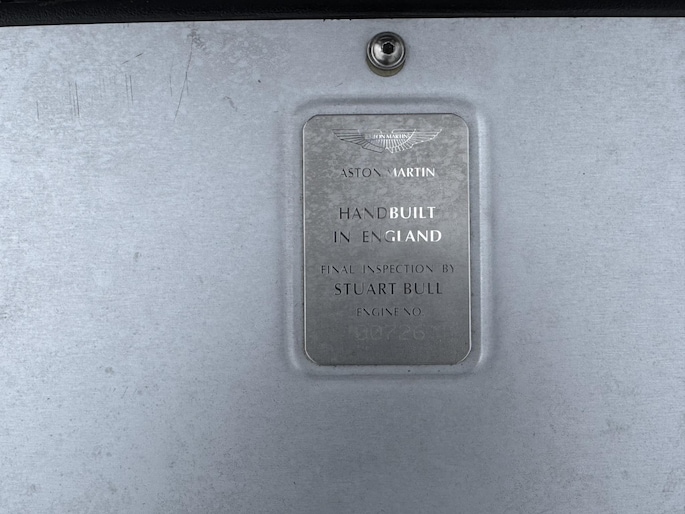 ASTON MARTIN
ASTON MARTIN
HANDBUILT
IN ENGLAND
FINAL INSPECTION BY
STUART BULL
ENGINE NO